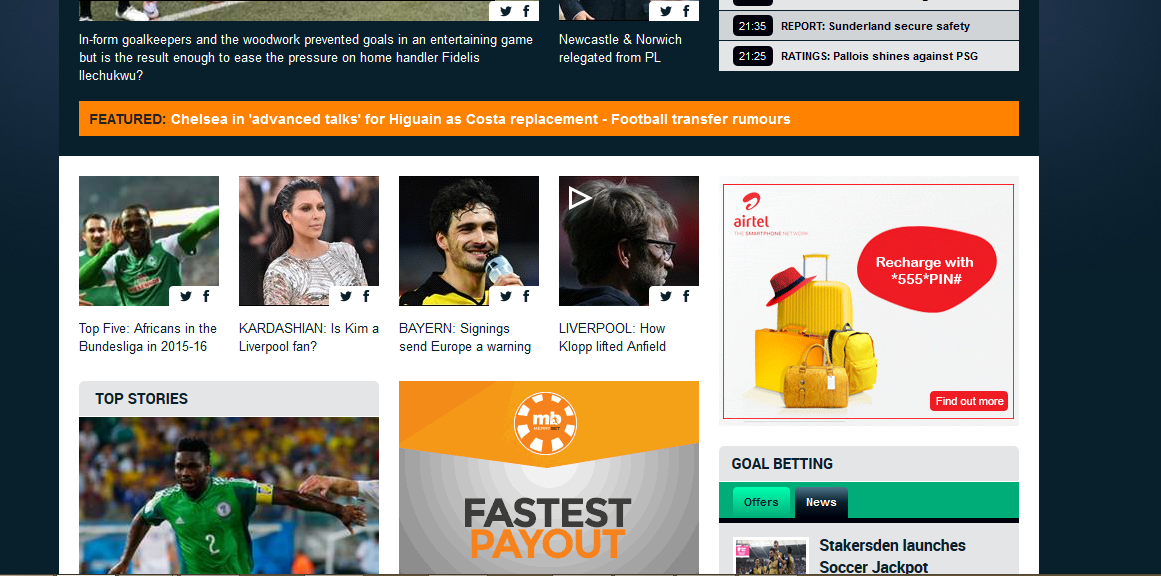 In-form goalkeepers and the woodwork prevented goals in an entertaining game
but is the result enough to ease the pressure on home handler Fidelis
Ilechukwu?
Newcastle & Norwich
relegated from PL
21:35 REPORT: Sunderland secure safety
21:25 RATINGS: Pallois shines against PSG
FEATURED: Chelsea in 'advanced talks' for Higuain as Costa replacement - Football transfer rumours
Top Five: Africans in the
Bundesliga in 2015-16
KARDASHIAN: Is Kim a
Liverpool fan?
BAYERN: Signings
send Europe a warning
LIVERPOOL: How
Klopp lifted Anfield
airtel
THE SMARTPHONE NETWORK
Recharge with
*555*PIN#
Find out more
TOP STORIES
2
mb
FASTEST
PAYOUT
GOAL BETTING
Offers News
Stakersden launches
Soccer Jackpot